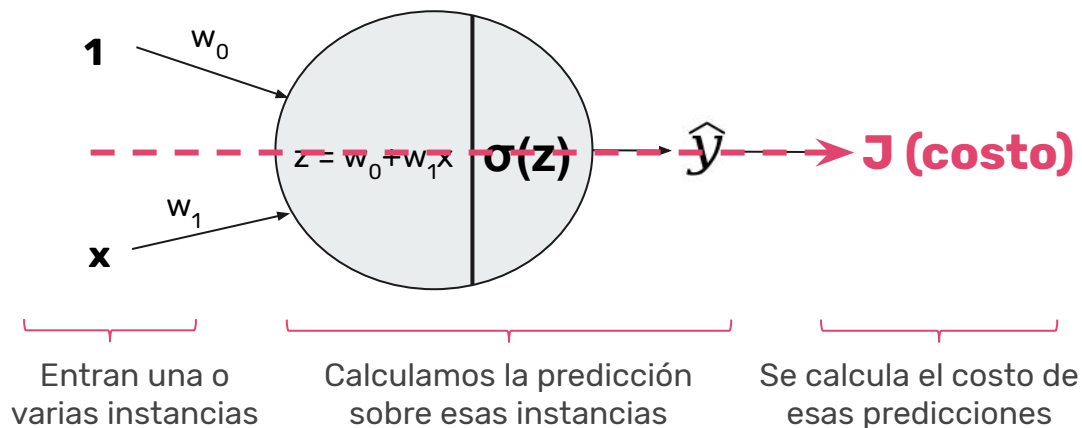 1
w₀
z = w₀+w₁x
σ(z)
ŷ
J (costo)
w₁
x
Entran una o
varias instancias
Calculamos la predicción
sobre esas instancias
Se calcula el costo de
esas predicciones